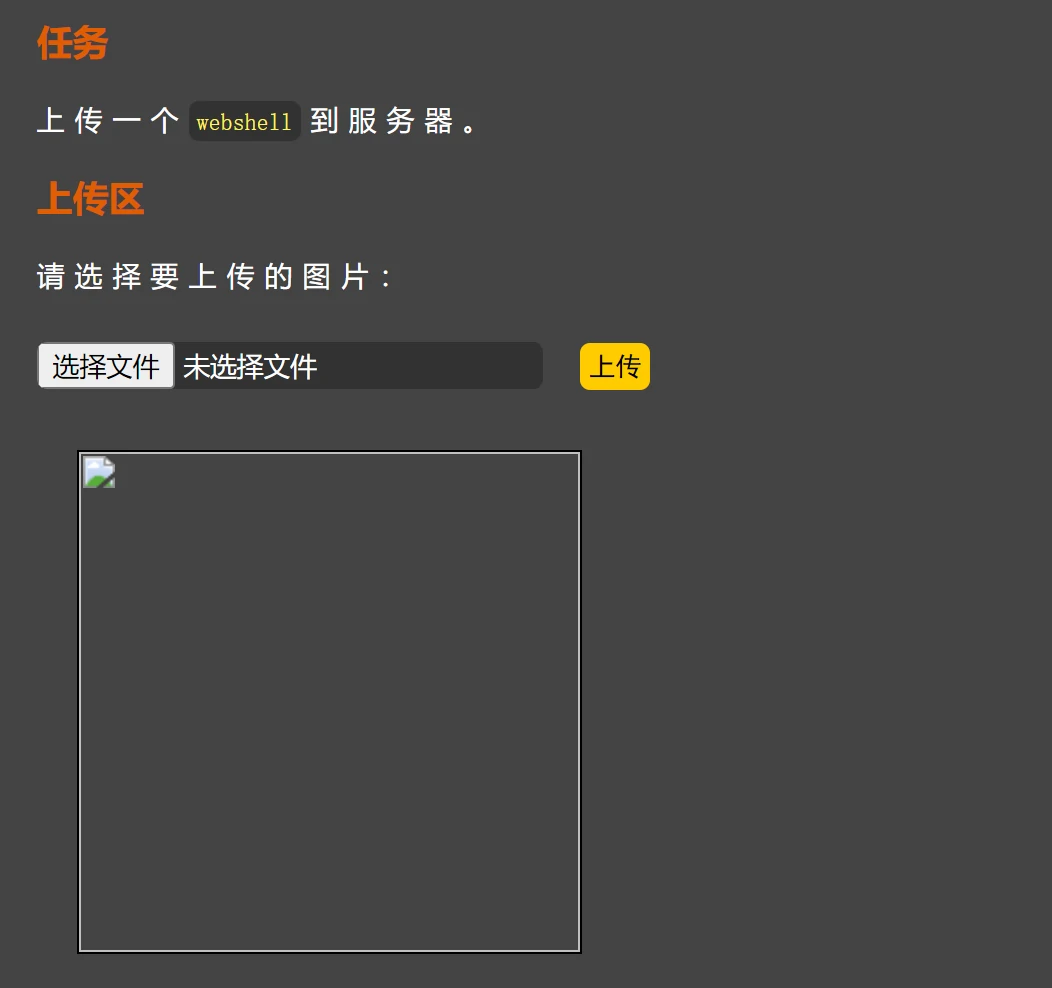 任务
上传一个 webshell 到服务器。
上传区
请选择要上传的图片：
选择文件 未选择文件 上传